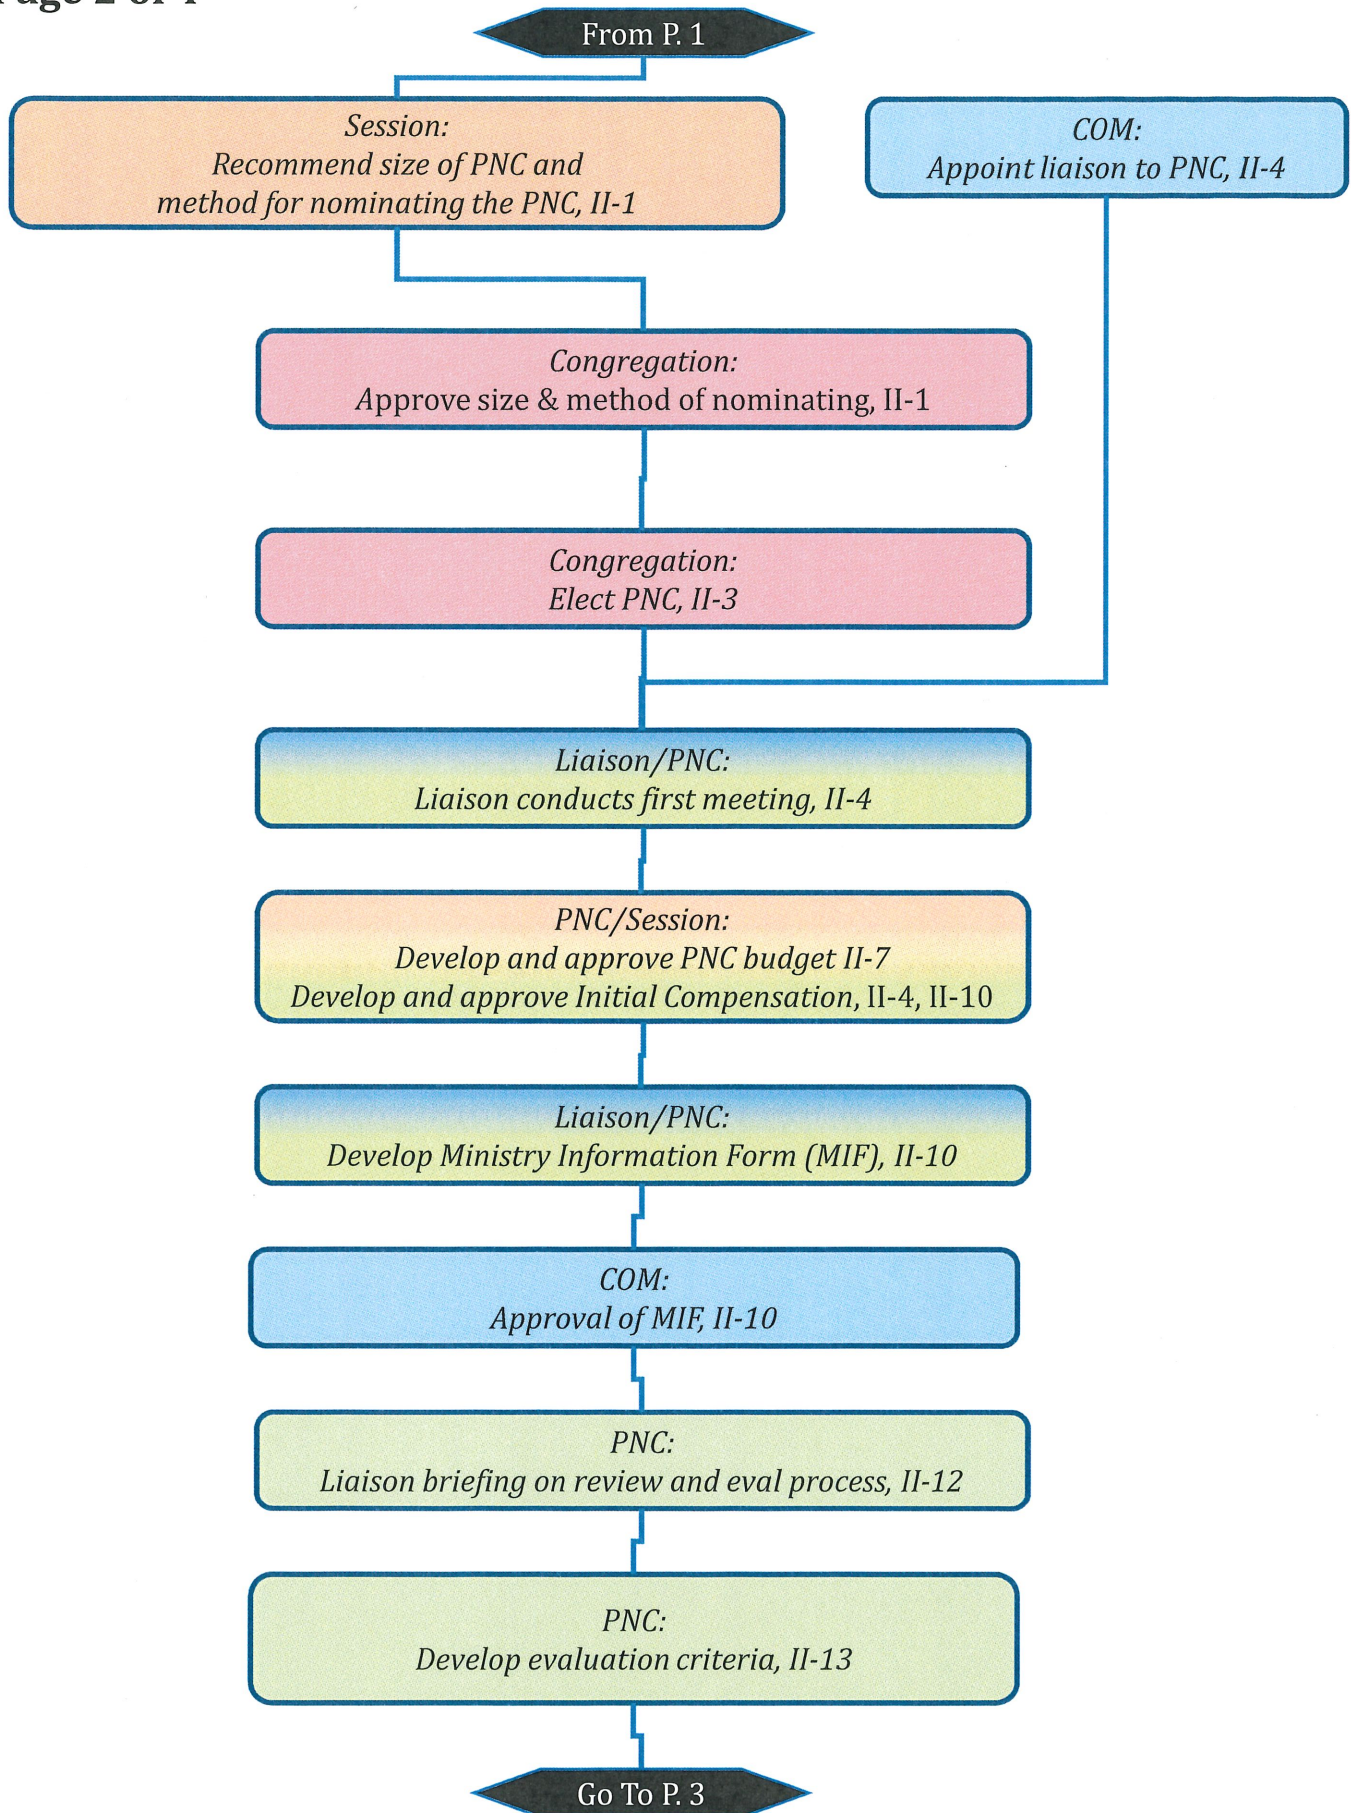 From P. 1
Session:
Recommend size of PNC and
method for nominating the PNC, II-1
COM:
Appoint liaison to PNC, II-4
Congregation:
Approve size & method of nominating, II-1
Congregation:
Elect PNC, II-3
Liaison/PNC:
Liaison conducts first meeting, II-4
PNC/Session:
Develop and approve PNC budget II-7
Develop and approve Initial Compensation, II-4, II-10
Liaison/PNC:
Develop Ministry Information Form (MIF), II-10
COM:
Approval of MIF, II-10
PNC:
Liaison briefing on review and eval process, II-12
PNC:
Develop evaluation criteria, II-13
Go To P. 3